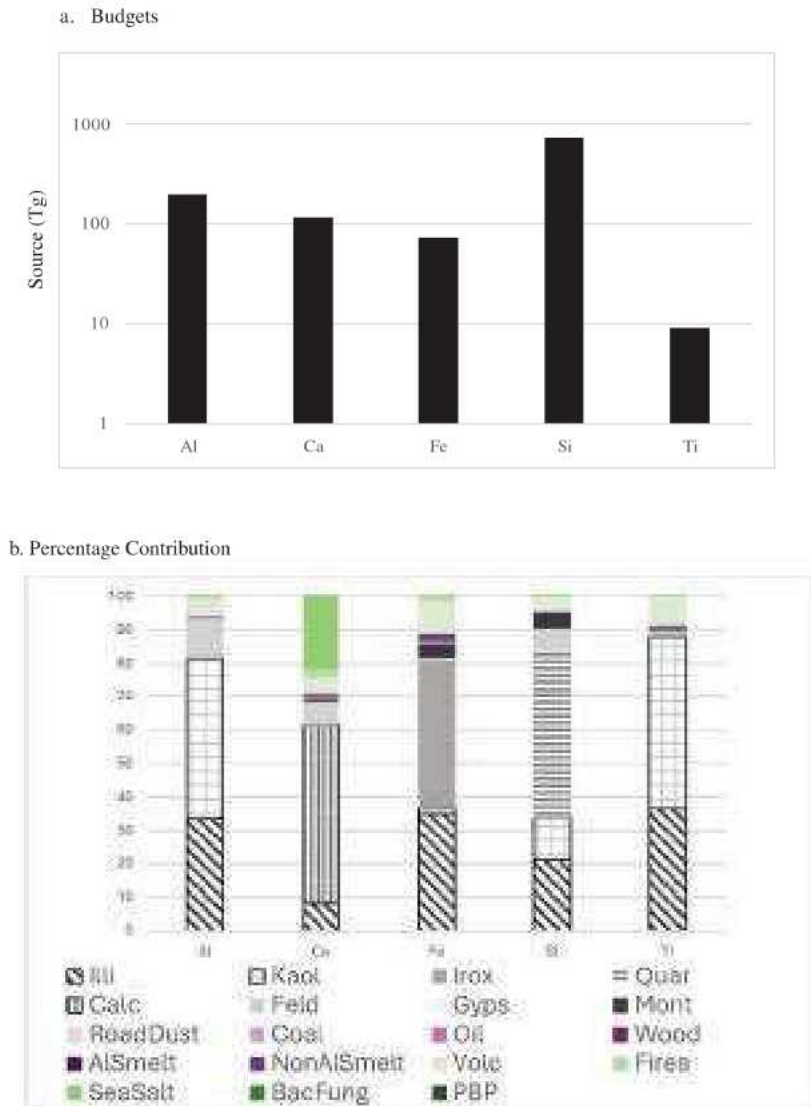 a. Budgets
1000
100
10
1
Source (Tg)
Al Ca Fe Si Ti
b. Percentage Contribution
100
90
80
70
60
50
40
30
20
10
0
Al Ca Fe Si Ti
Illi Kaol Irox Quar
Calc Feld Gyps Mont
RoadDust Coal Oil Wood
AlSmelt NonAlSmelt Volc Fires
SeaSalt BacFung PBP